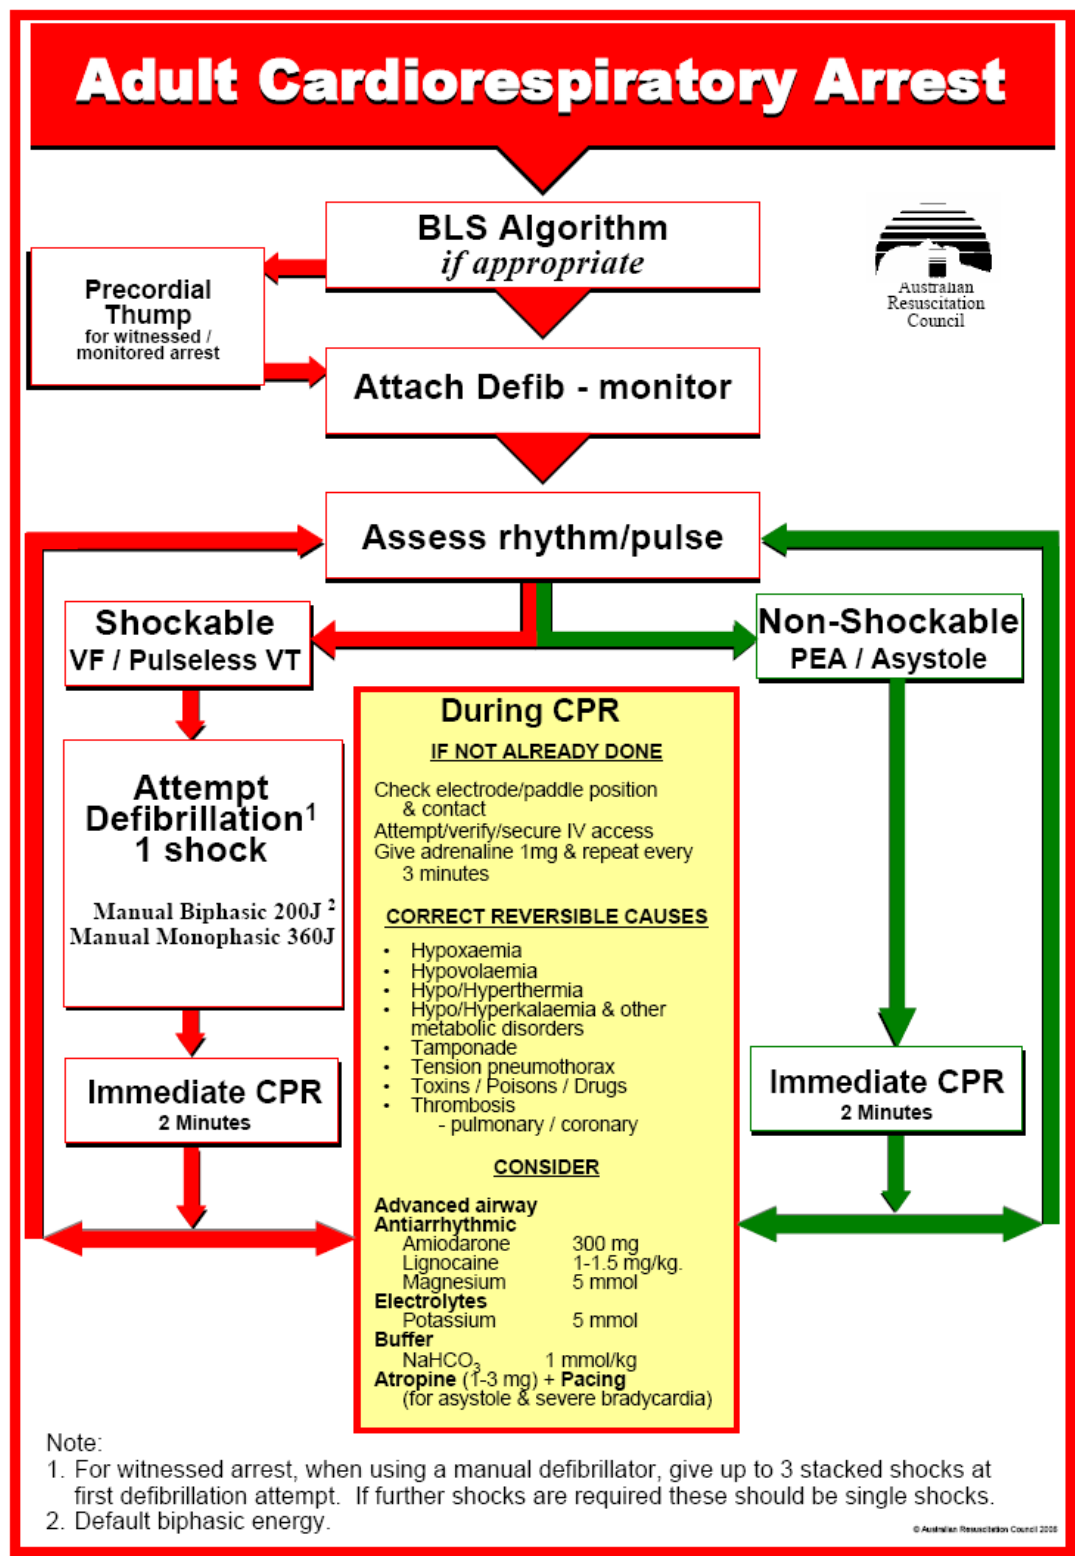 Adult Cardiorespiratory Arrest
BLS Algorithm
if appropriate
Australian
Resuscitation
Council
Precordial
Thump
for witnessed /
monitored arrest
Attach Defib - monitor
Assess rhythm/pulse
Shockable
VF / Pulseless VT
Non-Shockable
PEA / Asystole
Attempt
Defibrillation¹
1 shock
Manual Biphasic 200J ²
Manual Monophasic 360J
Immediate CPR
2 Minutes
During CPR
IF NOT ALREADY DONE
Check electrode/paddle position
& contact
Attempt/verify/secure IV access
Give adrenaline 1mg & repeat every
3 minutes
CORRECT REVERSIBLE CAUSES
• Hypoxaemia
• Hypovolaemia
• Hypo/Hyperthermia
• Hypo/Hyperkalaemia & other
metabolic disorders
• Tamponade
• Tension pneumothorax
• Toxins / Poisons / Drugs
• Thrombosis
- pulmonary / coronary
CONSIDER
Advanced airway
Antiarrhythmic
Amiodarone 300 mg
Lignocaine 1-1.5 mg/kg.
Magnesium 5 mmol
Electrolytes
Potassium 5 mmol
Buffer
NaHCO₃ 1 mmol/kg
Atropine (1-3 mg) + Pacing
(for asystole & severe bradycardia)
Immediate CPR
2 Minutes
Note:
1. For witnessed arrest, when using a manual defibrillator, give up to 3 stacked shocks at
first defibrillation attempt. If further shocks are required these should be single shocks.
2. Default biphasic energy.
© Australian Resuscitation Council 2006